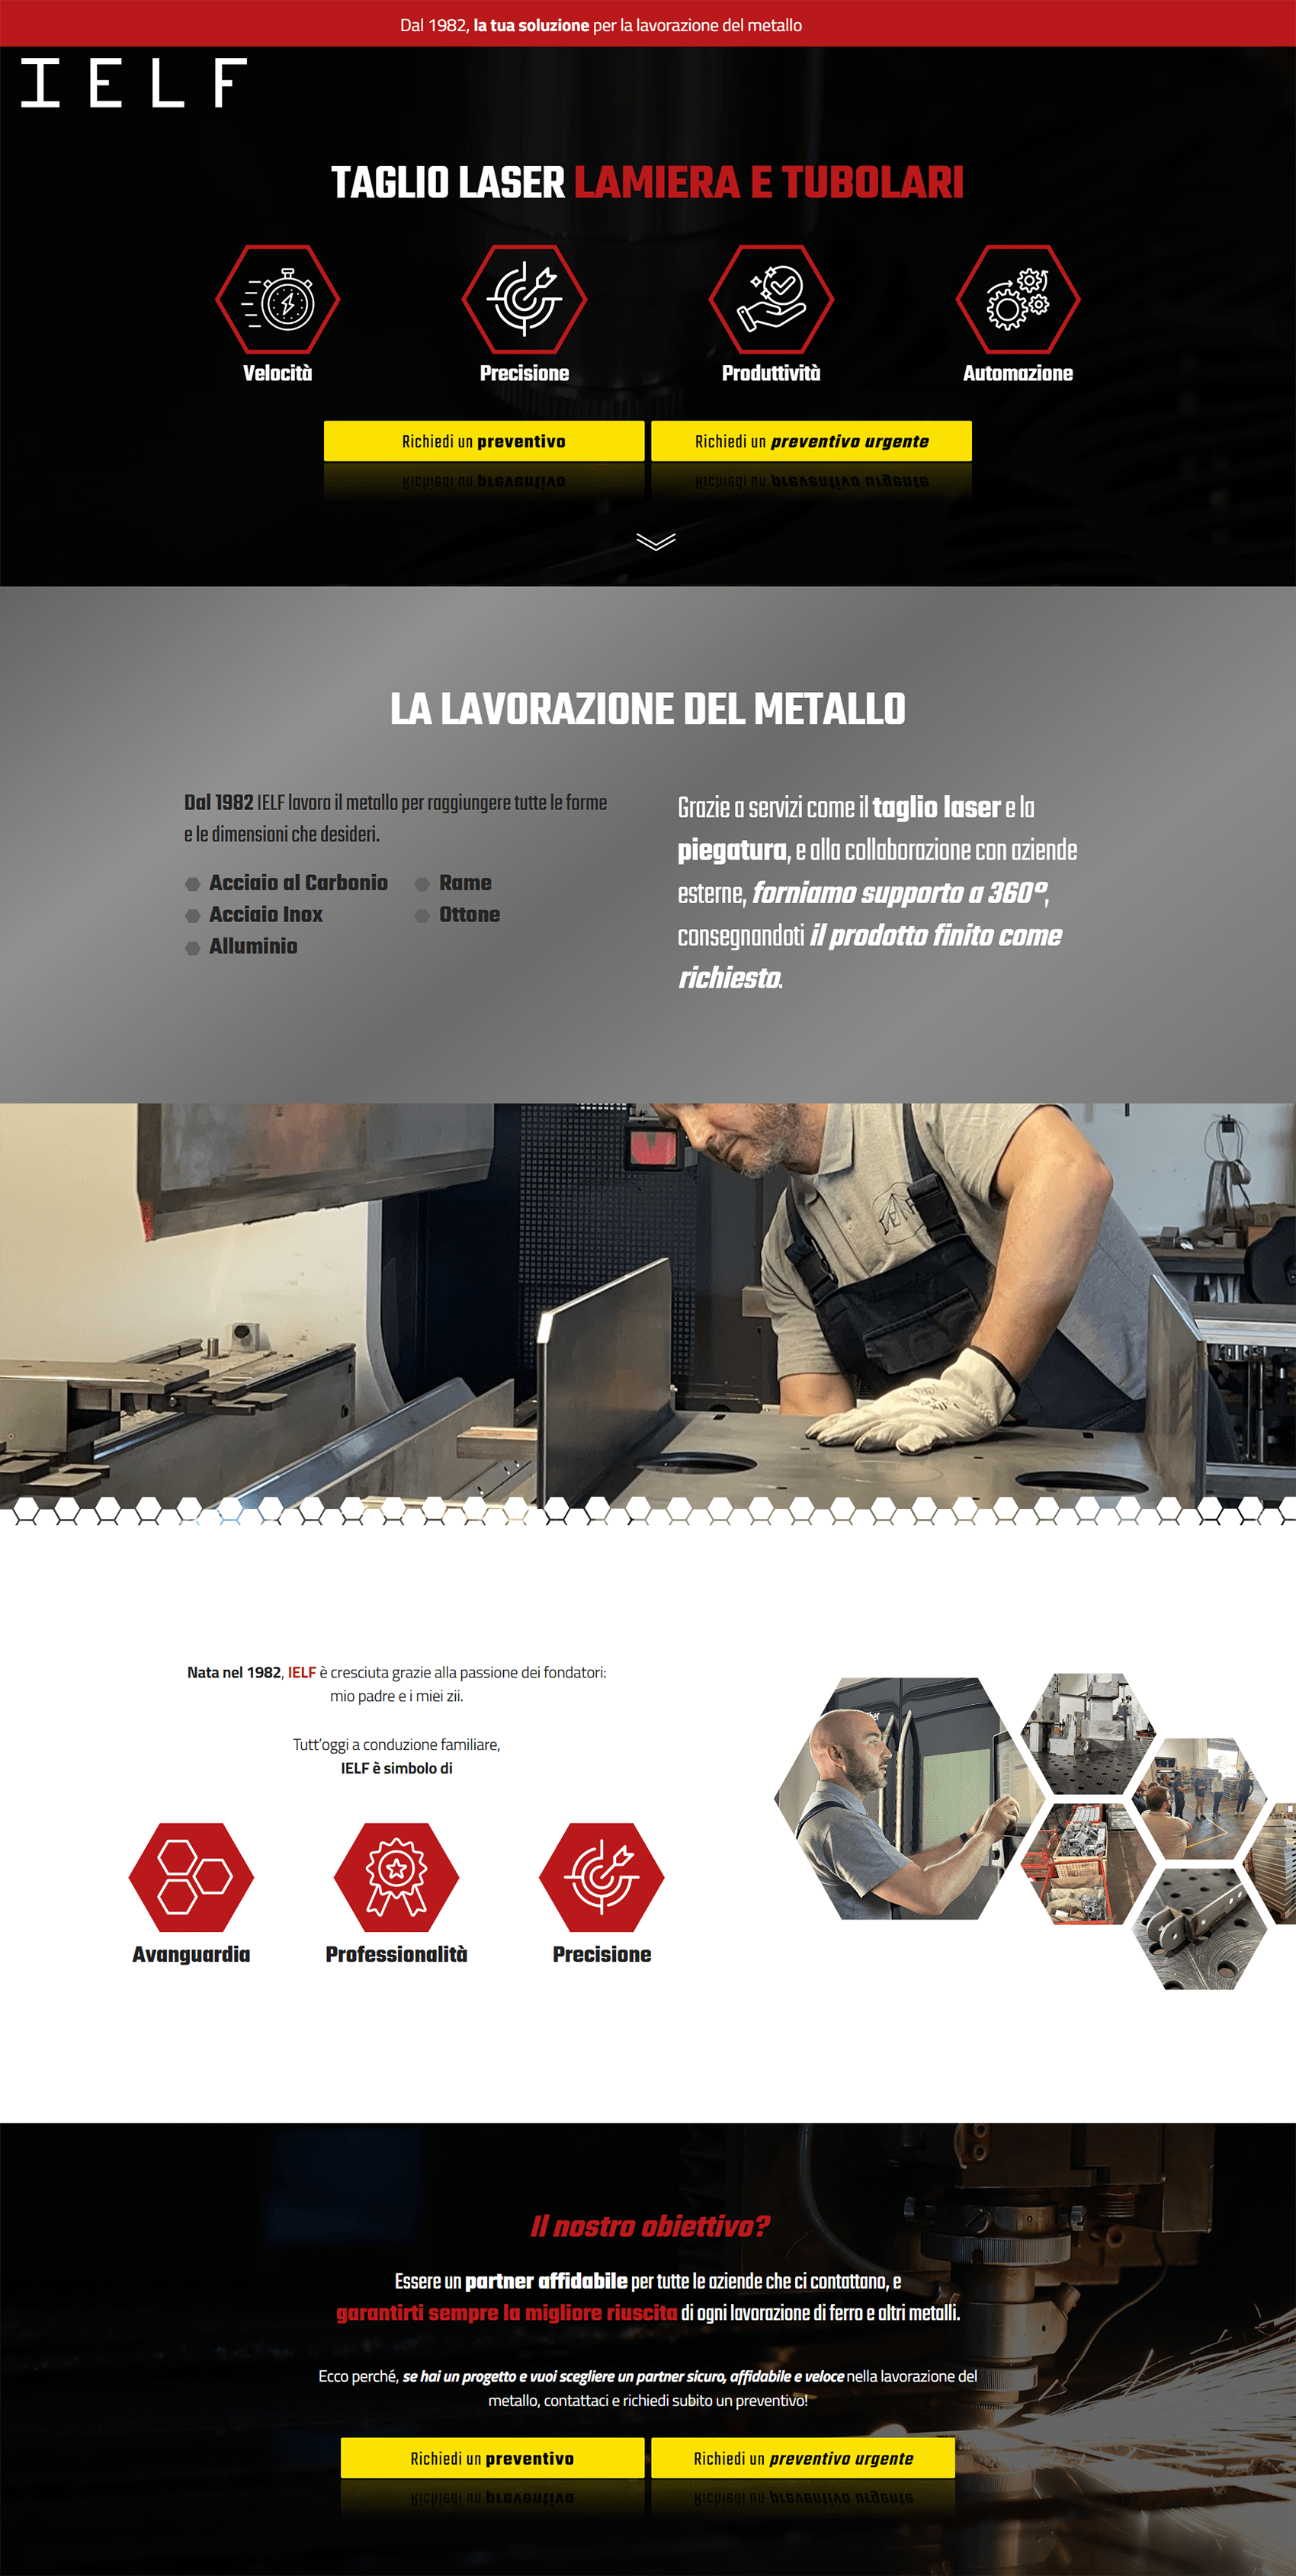 Dal 1982, la tua soluzione per la lavorazione del metallo
IELF
TAGLIO LASER LAMIERA E TUBOLARI
Velocità
Precisione
Produttività
Automazione
Richiedi un preventivo
Richiedi un preventivo urgente
LA LAVORAZIONE DEL METALLO
Dal 1982 IELF lavora il metallo per raggiungere tutte le forme
e le dimensioni che desideri.
Acciaio al Carbonio
Acciaio Inox
Alluminio
Rame
Ottone
Grazie a servizi come il taglio laser e la
piegatura, e alla collaborazione con aziende
esterne, forniamo supporto a 360°,
consegnandoti il prodotto finito come
richiesto.
Nata nel 1982, IELF è cresciuta grazie alla passione dei fondatori:
mio padre e i miei zii.
Tutt'oggi a conduzione familiare,
IELF è simbolo di
Avanguardia
Professionalità
Precisione
Il nostro obiettivo?
Essere un partner affidabile per tutte le aziende che ci contattano, e
garantirti sempre la migliore riuscita di ogni lavorazione di ferro e altri metalli.
Ecco perché, se hai un progetto e vuoi scegliere un partner sicuro, affidabile e veloce nella lavorazione del
metallo, contattaci e richiedi subito un preventivo!
Richiedi un preventivo
Richiedi un preventivo urgente